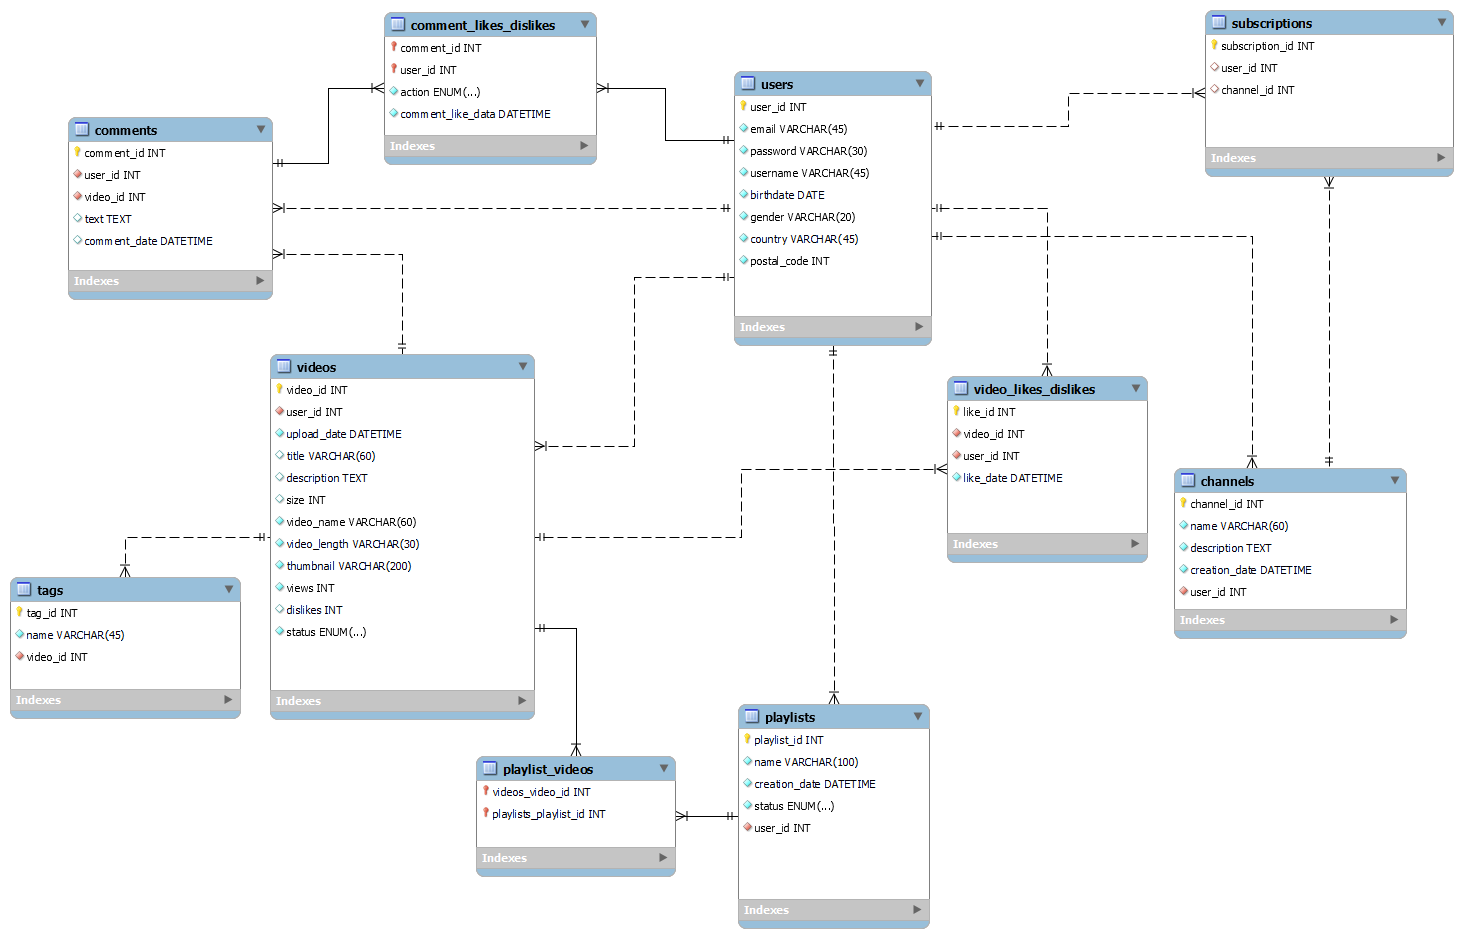 comment_likes_dislikes
comment_id INT
user_id INT
action ENUM(...)
comment_like_data DATETIME
Indexes
subscriptions
subscription_id INT
user_id INT
channel_id INT
Indexes
users
user_id INT
email VARCHAR(45)
password VARCHAR(30)
username VARCHAR(45)
birthdate DATE
gender VARCHAR(20)
country VARCHAR(45)
postal_code INT
Indexes
comments
comment_id INT
user_id INT
video_id INT
text TEXT
comment_date DATETIME
Indexes
videos
video_id INT
user_id INT
upload_date DATETIME
title VARCHAR(60)
description TEXT
size INT
video_name VARCHAR(60)
video_length VARCHAR(30)
thumbnail VARCHAR(200)
views INT
dislikes INT
status ENUM(...)
Indexes
video_likes_dislikes
like_id INT
video_id INT
user_id INT
like_date DATETIME
Indexes
channels
channel_id INT
name VARCHAR(60)
description TEXT
creation_date DATETIME
user_id INT
Indexes
tags
tag_id INT
name VARCHAR(45)
video_id INT
Indexes
playlists
playlist_id INT
name VARCHAR(100)
creation_date DATETIME
status ENUM(...)
user_id INT
Indexes
playlist_videos
videos_video_id INT
playlists_playlist_id INT
Indexes